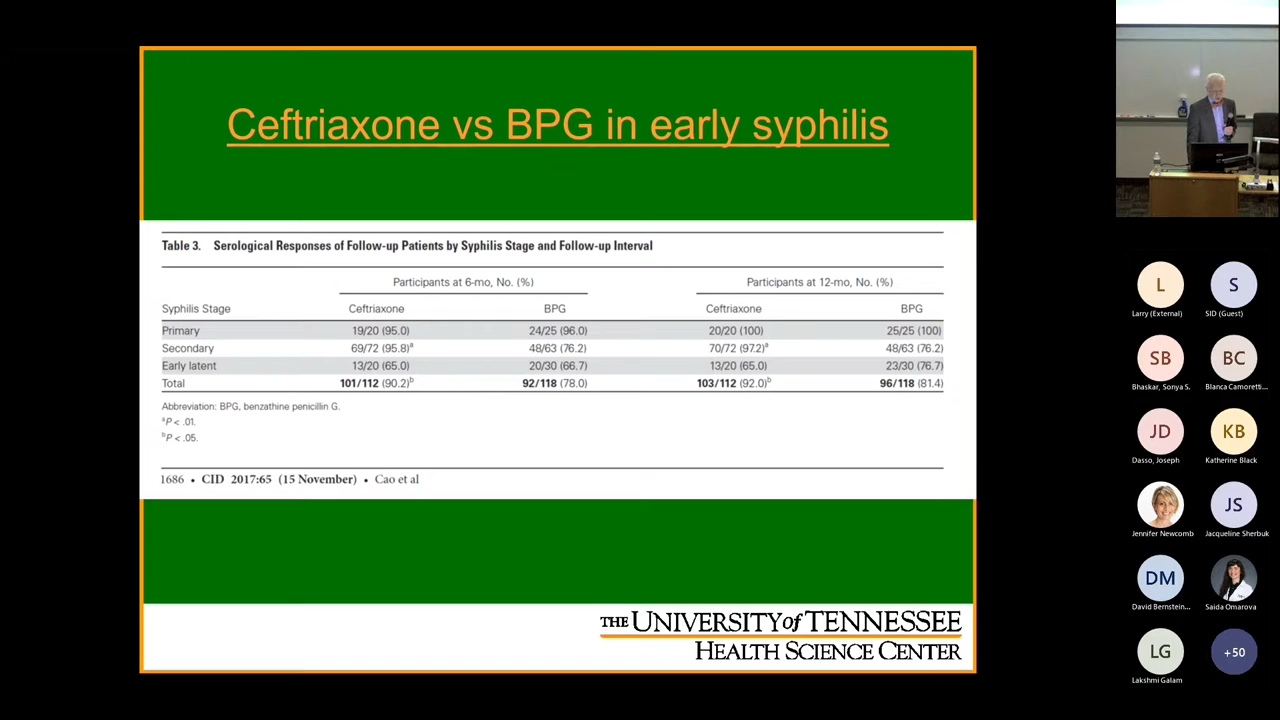 Ceftriaxone vs BPG in early syphilis
Table 3. Serological Responses of Follow-up Patients by Syphilis Stage and Follow-up Interval
Participants at 6-mo, No. (%) Participants at 12-mo, No. (%)
Syphilis Stage Ceftriaxone BPG Ceftriaxone BPG
Primary 19/20 (95.0) 24/25 (96.0) 20/20 (100) 25/25 (100)
Secondary 69/72 (95.8)a 48/63 (76.2) 70/72 (97.2)a 48/63 (76.2)
Early latent 13/20 (65.0) 20/30 (66.7) 13/20 (65.0) 23/30 (76.7)
Total 101/112 (90.2)b 92/118 (78.0) 103/112 (92.0)b 96/118 (81.4)
Abbreviation: BPG, benzathine penicillin G.
aP < .01.
bP < .05.
1686 • CID 2017:65 (15 November) • Cao et al
THE UNIVERSITY of TENNESSEE
HEALTH SCIENCE CENTER
L S
Larry (External) SID (Guest)
SB BC
Bhaskar, Sonya S. Blanca Camoretti...
JD KB
Dasso, Joseph Katherine Black
JS
Jennifer Newcomb Jacqueline Sherbuk
DM
David Bernstein... Saida Omarova
LG +50
Lakshmi Galam